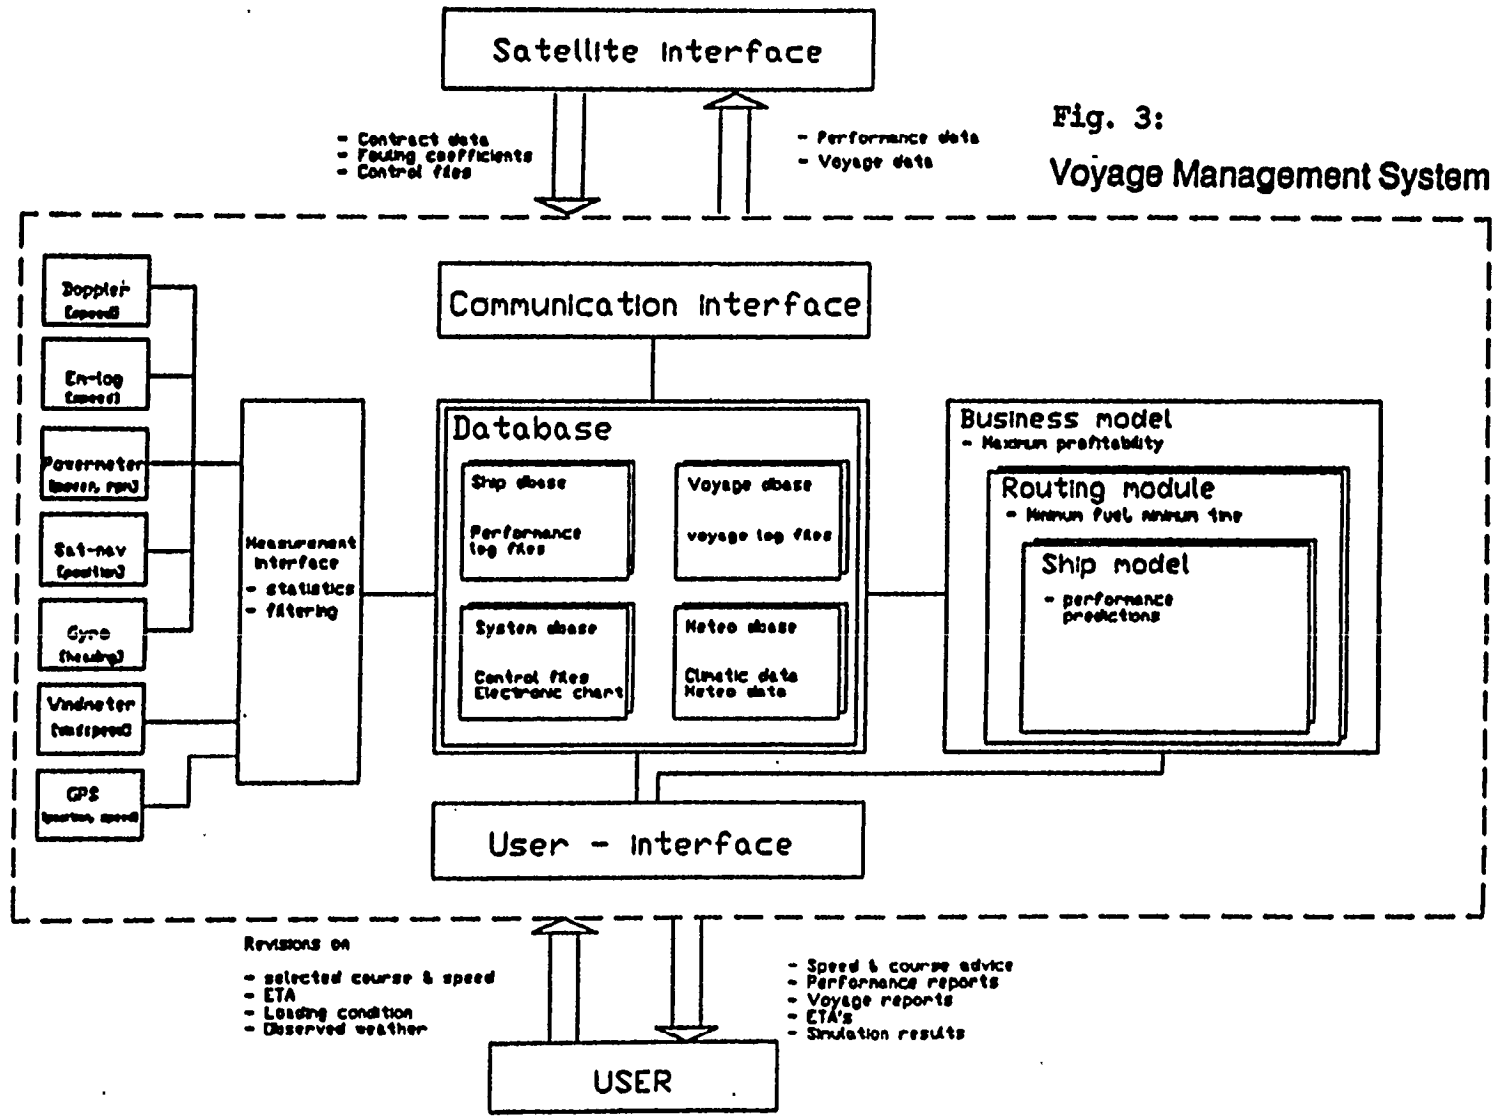 Satellite Interface
- Contract data
- Fouling coefficients
- Control files
- Performance data
- Voyage data
Fig. 3:
Voyage Management System
Doppler
[speed]
Em-log
[speed]
Powermeter
[power, rpm]
Sat-nav
[position]
Gyro
[heading]
Windmeter
[windspeed]
GPS
[position, speed]
Measurement
Interface
- statistics
- filtering
Communication Interface
Database
Ship dbase
Performance
log files
Voyage dbase
voyage log files
System dbase
Control files
Electronic chart
Meteo dbase
Climatic data
Meteo data
Business model
- Maximum profitability
Routing module
- Minimum fuel, minimum time
Ship model
- performance
predictions
User - Interface
Revisions on
- selected course & speed
- ETA
- Loading condition
- Observed weather
- Speed & course advice
- Performance reports
- Voyage reports
- ETA's
- Simulation results
USER